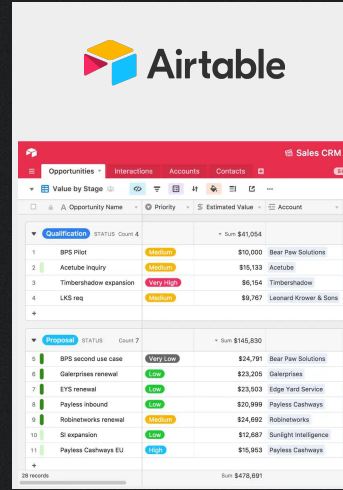 Airtable
Sales CRM
Opportunities Interactions Accounts Contacts
Value by Stage
A Opportunity Name Priority Estimated Value Account
Qualification STATUS Count 4 Sum $41,054
1 BPS Pilot Medium $10,000 Bear Paw Solutions
2 Acetube inquiry Medium $15,133 Acetube
3 Timbershadow expansion Very High $6,154 Timbershadow
4 LKS req Medium $9,767 Leonard Krower & Sons
+
Proposal STATUS Count 7 Sum $145,830
5 BPS second use case Very Low $24,791 Bear Paw Solutions
6 Galerprises renewal Low $23,205 Galerprises
7 EYS renewal Low $23,503 Edge Yard Service
8 Payless inbound Low $20,999 Payless Cashways
9 Robinetworks renewal Medium $24,692 Robinetworks
10 SI expansion Low $12,687 Sunlight Intelligence
11 Payless Cashways EU High $15,953 Payless Cashways
+
28 records Sum $478,691